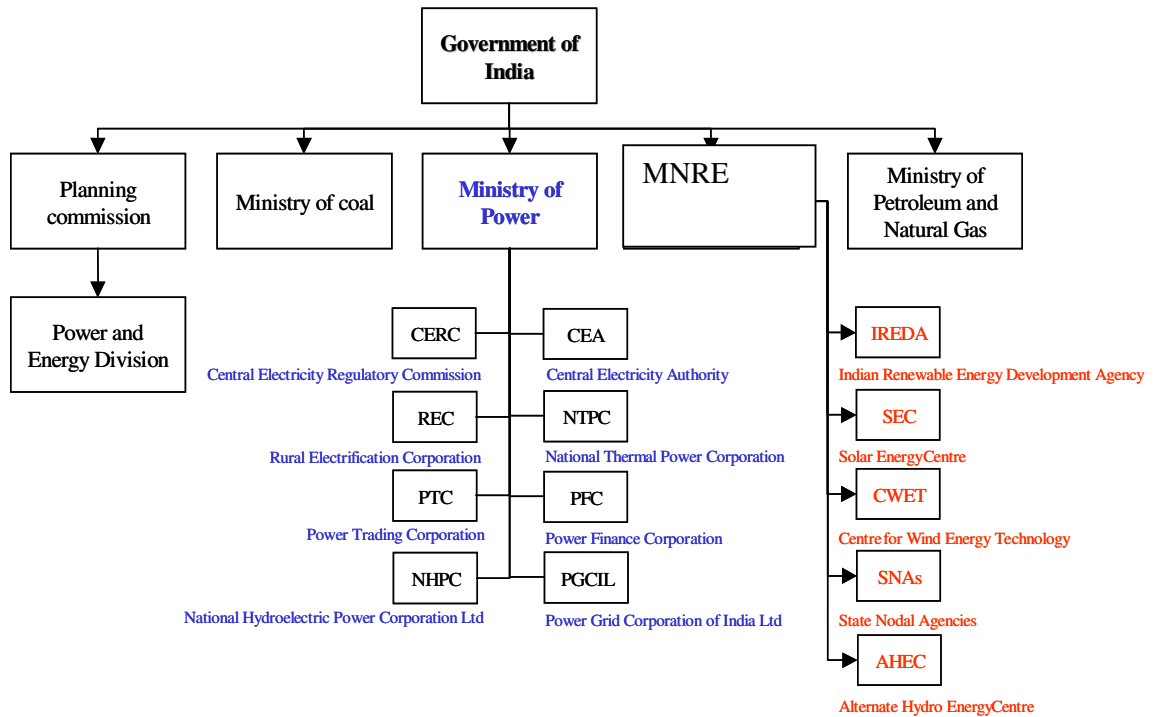 Government of
India
Planning
commission
Ministry of coal
Ministry of
Power
MNRE
Ministry of
Petroleum and
Natural Gas
Power and
Energy Division
CERC
Central Electricity Regulatory Commission
CEA
Central Electricity Authority
REC
Rural Electrification Corporation
NTPC
National Thermal Power Corporation
PTC
Power Trading Corporation
PFC
Power Finance Corporation
NHPC
National Hydroelectric Power Corporation Ltd
PGCIL
Power Grid Corporation of India Ltd
IREDA
Indian Renewable Energy Development Agency
SEC
Solar EnergyCentre
CWET
Centre for Wind Energy Technology
SNAs
State Nodal Agencies
AHEC
Alternate Hydro EnergyCentre